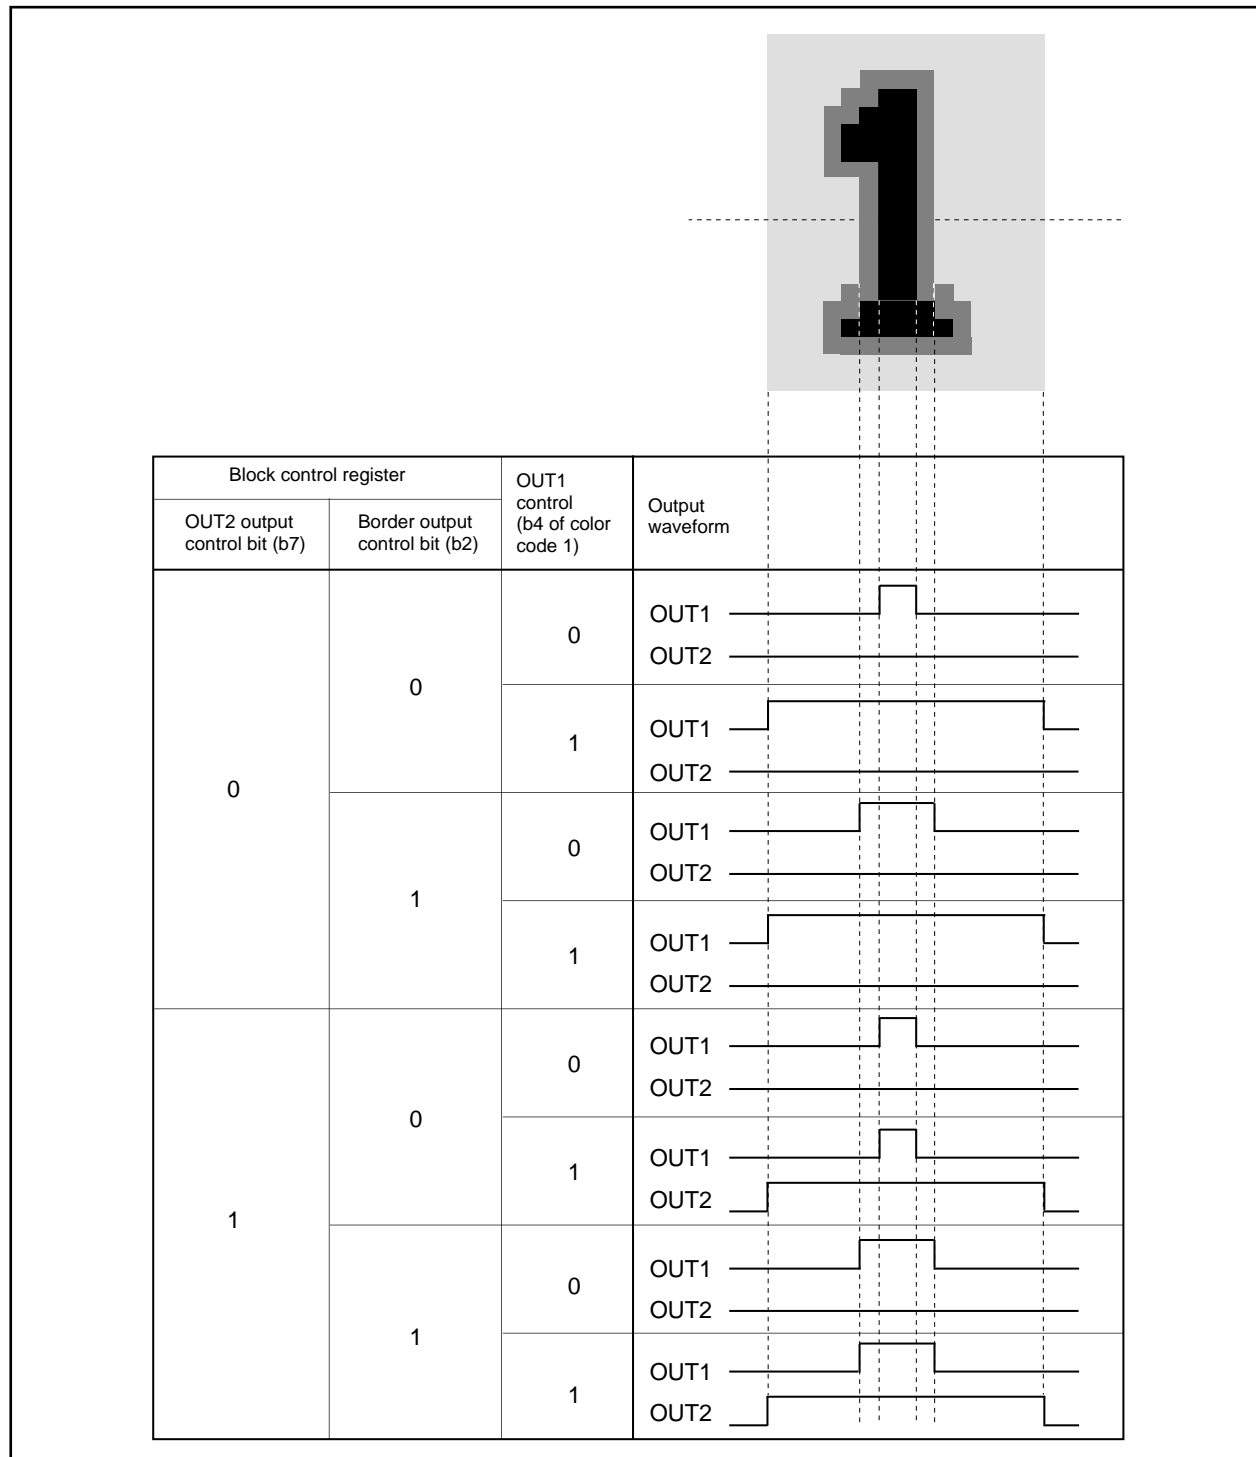 Block control register
OUT1
control
(b4 of color
code 1)
Output
waveform
OUT2 output
control bit (b7)
Border output
control bit (b2)
0
0
0
OUT1
OUT2
1
OUT1
OUT2
1
0
OUT1
OUT2
1
OUT1
OUT2
1
0
0
OUT1
OUT2
1
OUT1
OUT2
1
0
OUT1
OUT2
1
OUT1
OUT2